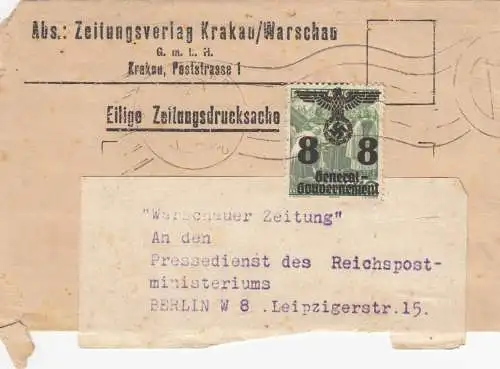 Abs.: Zeitungsverlag Krakau/Warschau
G. m. b. H.
Krakau, Poststrasse 1
Eilige Zeitungsdrucksache
8 8
General-
Gouvernement
"Warschauer Zeitung"
An den
Pressedienst des Reichspost-
ministeriums
BERLIN W 8 .Leipzigerstr.15.